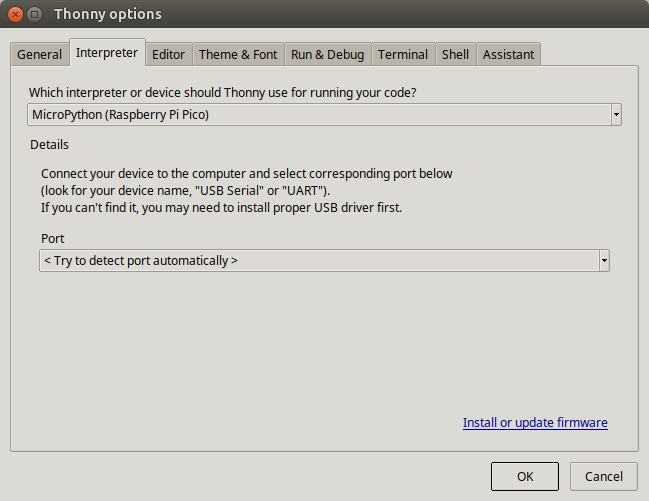 Thonny options
General Interpreter Editor Theme & Font Run & Debug Terminal Shell Assistant
Which interpreter or device should Thonny use for running your code?
MicroPython (Raspberry Pi Pico)
Details
Connect your device to the computer and select corresponding port below
(look for your device name, "USB Serial" or "UART").
If you can't find it, you may need to install proper USB driver first.
Port
< Try to detect port automatically >
Install or update firmware
OK Cancel